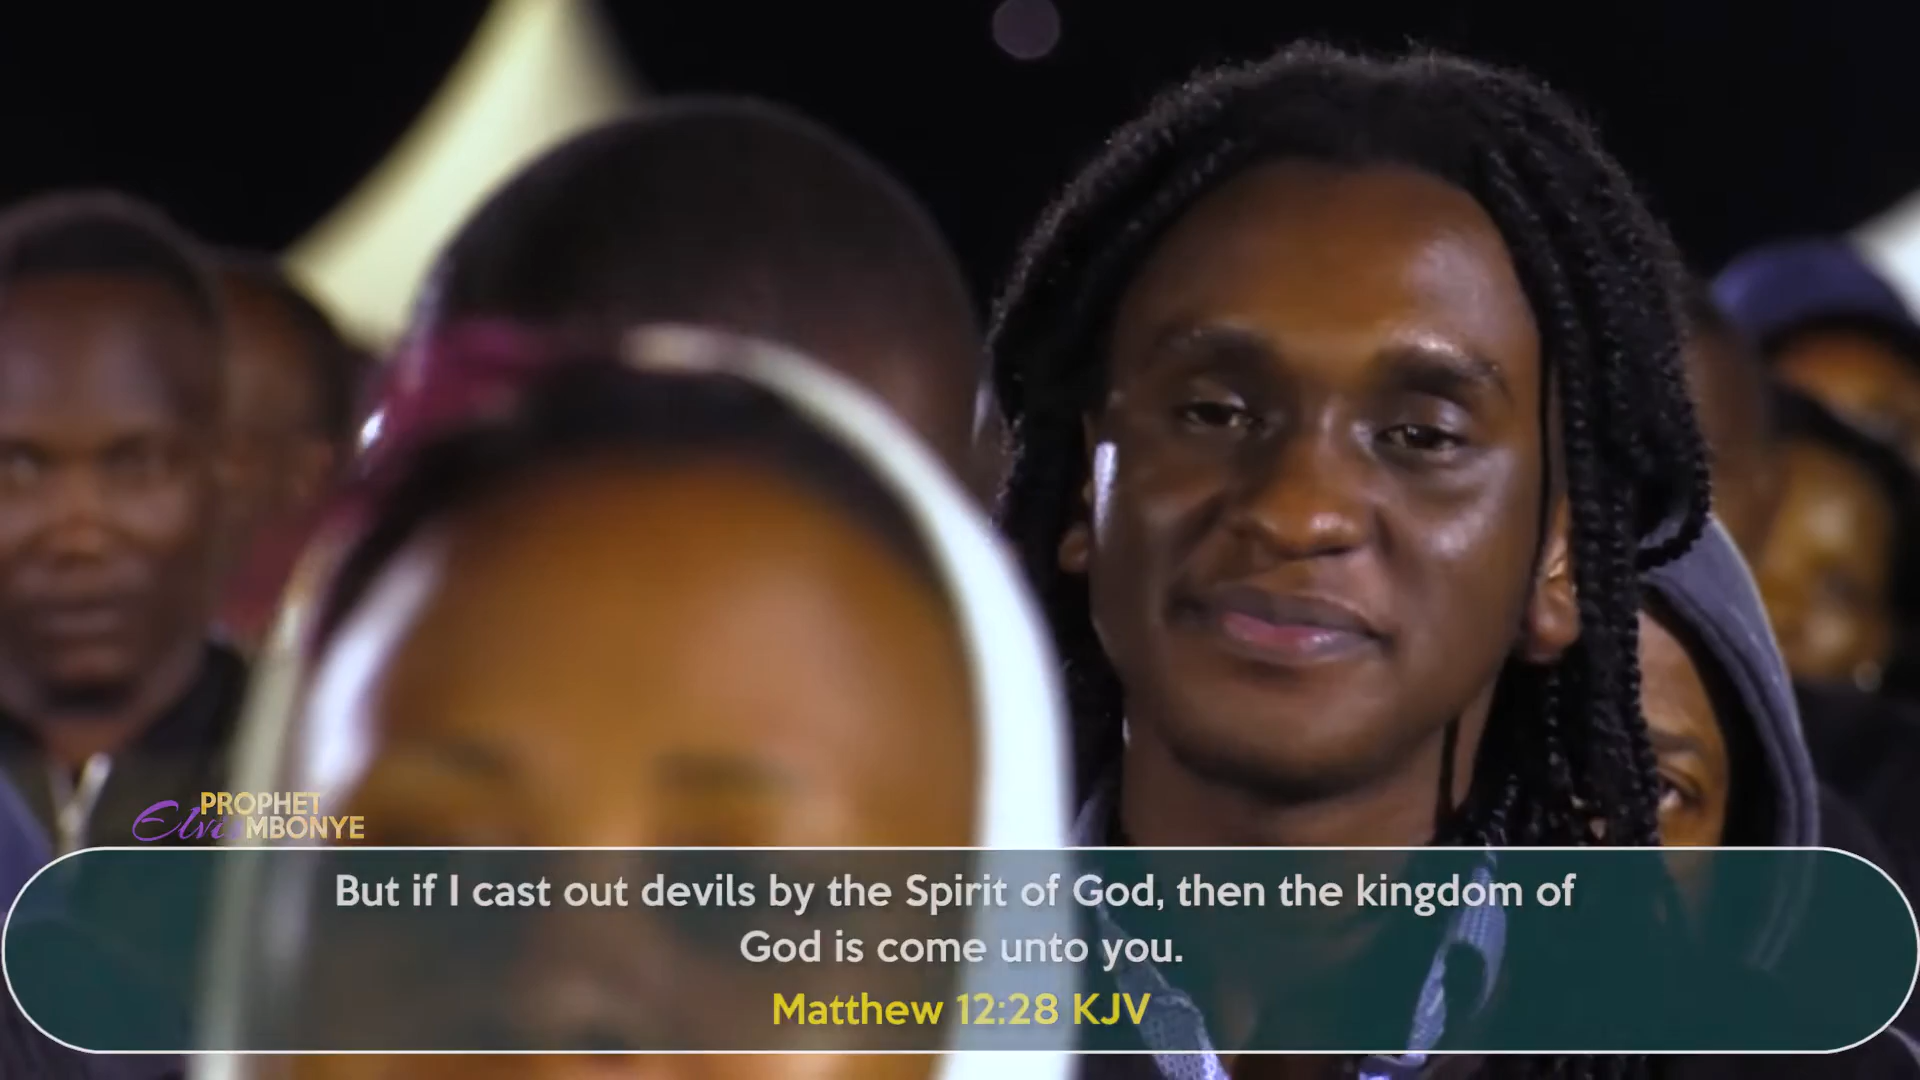 PROPHET
Elvis MBONYE
But if I cast out devils by the Spirit of God, then the kingdom of
God is come unto you.
Matthew 12:28 KJV